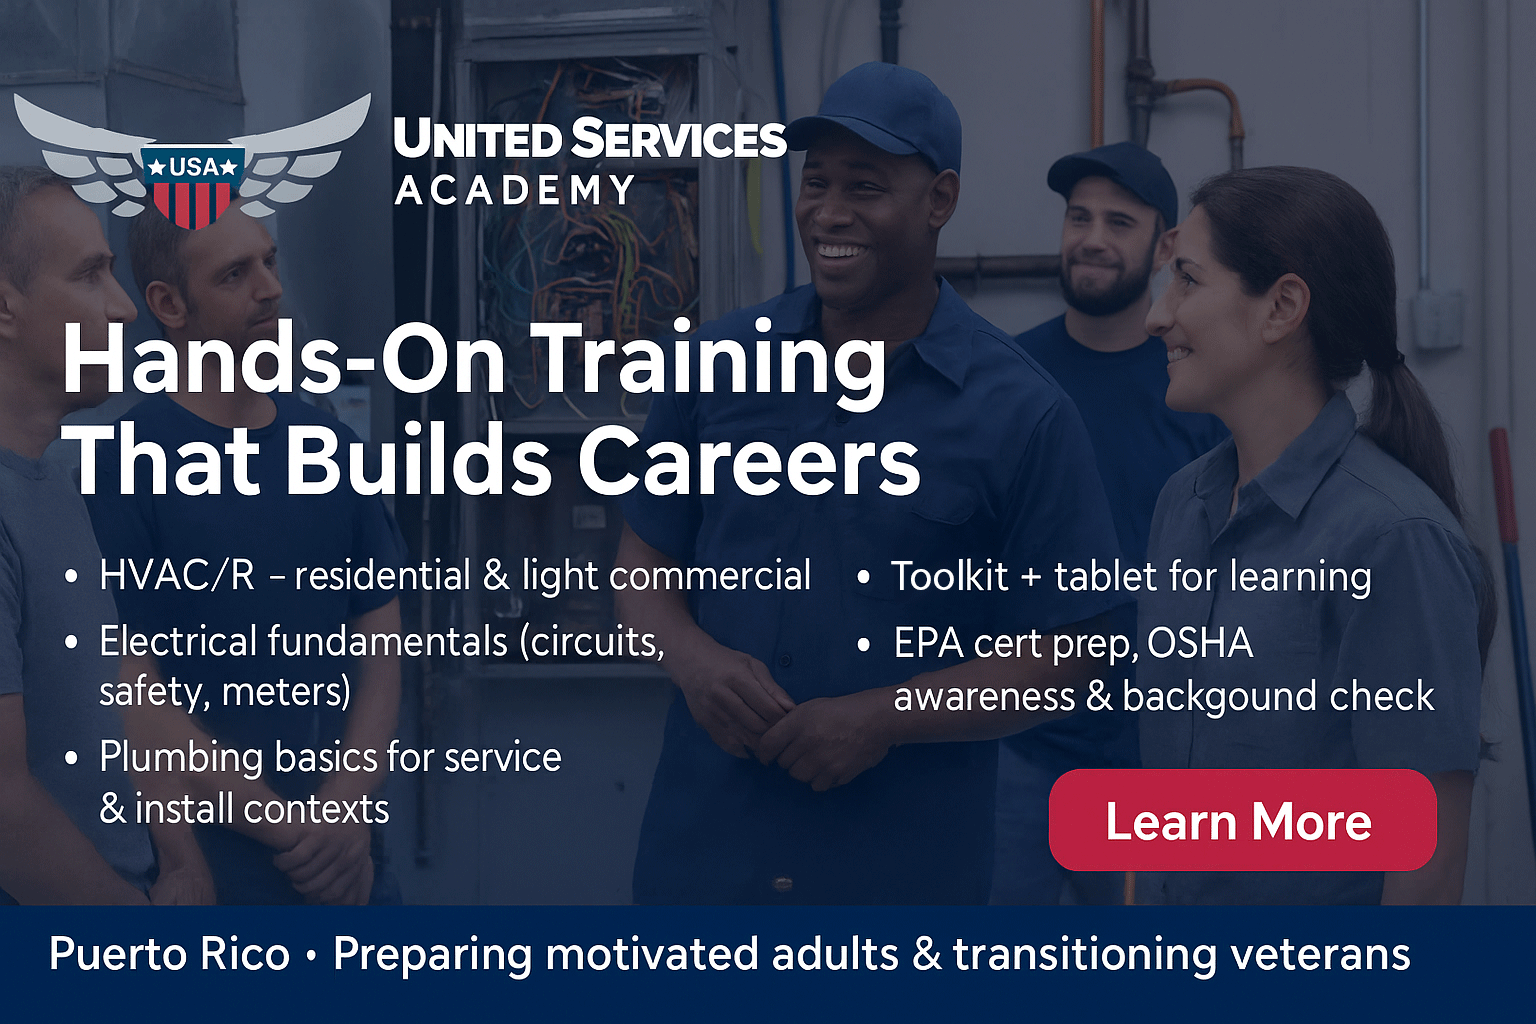 ★USA★
UNITED SERVICES
ACADEMY
Hands-On Training
That Builds Careers
• HVAC/R – residential & light commercial
• Electrical fundamentals (circuits,
safety, meters)
• Plumbing basics for service
& install contexts
• Toolkit + tablet for learning
• EPA cert prep, OSHA
awareness & backgound check
Learn More
Puerto Rico • Preparing motivated adults & transitioning veterans